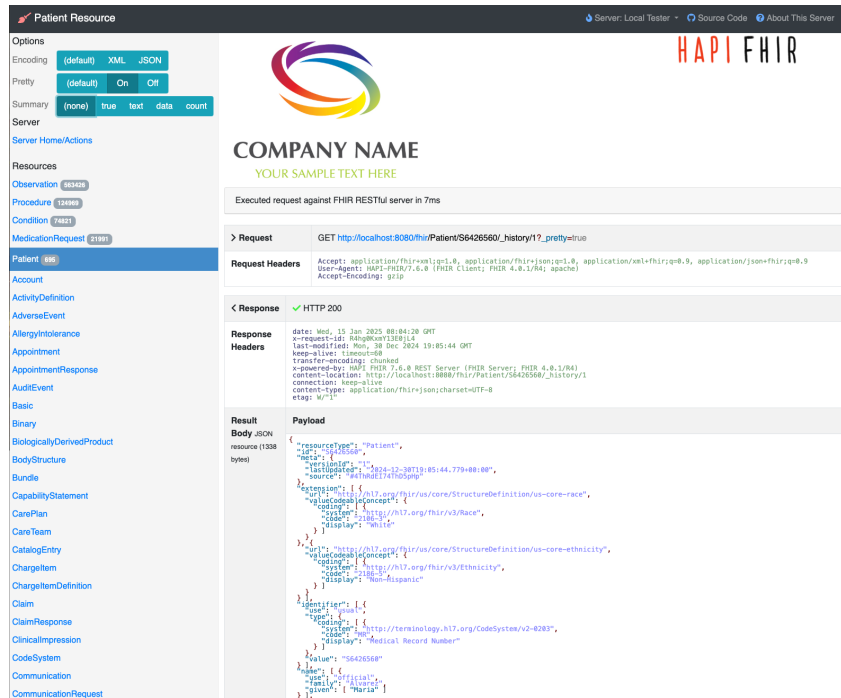 Patient Resource
Server: Local Tester
Source Code
About This Server
Options
Encoding (default) XML JSON
Pretty (default) On Off
Summary (none) true text data count
Server
Server Home/Actions
Resources
Observation 583426
Procedure 124969
Condition 74821
MedicationRequest 21991
Patient 695
Account
ActivityDefinition
AdverseEvent
AllergyIntolerance
Appointment
AppointmentResponse
AuditEvent
Basic
Binary
BiologicallyDerivedProduct
BodyStructure
Bundle
CapabilityStatement
CarePlan
CareTeam
CatalogEntry
ChargeItem
ChargeItemDefinition
Claim
ClaimResponse
ClinicalImpression
CodeSystem
Communication
CommunicationRequest
HAPI FHIR
COMPANY NAME
YOUR SAMPLE TEXT HERE
Executed request against FHIR RESTful server in 7ms
Request GET http://localhost:8080/fhir/Patient/S6426560/_history/1?_pretty=true
Request Headers
Accept: application/fhir+xml;q=1.0, application/fhir+json;q=1.0, application/xml+fhir;q=0.9, application/json+fhir;q=0.9
User-Agent: HAPI-FHIR/7.6.0 (FHIR Client; FHIR 4.0.1/R4; apache)
Accept-Encoding: gzip
Response HTTP 200
Response Headers
date: Wed, 15 Jan 2025 08:04:20 GMT
x-request-id: R4hg0KxmY13E0jL4
last-modified: Mon, 30 Dec 2024 19:05:44 GMT
keep-alive: timeout=60
transfer-encoding: chunked
x-powered-by: HAPI FHIR 7.6.0 REST Server (FHIR Server; FHIR 4.0.1/R4)
content-location: http://localhost:8080/fhir/Patient/S6426560/_history/1
connection: keep-alive
content-type: application/fhir+json;charset=UTF-8
etag: W/"1"
Result Body JSON resource (1338 bytes)
Payload
{
"resourceType": "Patient",
"id": "S6426560",
"meta": {
"versionId": "1",
"lastUpdated": "2024-12-30T19:05:44.779+00:00",
"source": "#4ThRdEI74ThD5pHp"
},
"extension": [ {
"url": "http://hl7.org/fhir/us/core/StructureDefinition/us-core-race",
"valueCodeableConcept": {
"coding": [ {
"system": "http://hl7.org/fhir/v3/Race",
"code": "2106-3",
"display": "White"
} ]
}
}, {
"url": "http://hl7.org/fhir/us/core/StructureDefinition/us-core-ethnicity",
"valueCodeableConcept": {
"coding": [ {
"system": "http://hl7.org/fhir/v3/Ethnicity",
"code": "2186-5",
"display": "Non-Hispanic"
} ]
}
} ],
"identifier": [ {
"use": "usual",
"type": {
"coding": [ {
"system": "http://terminology.hl7.org/CodeSystem/v2-0203",
"code": "MR",
"display": "Medical Record Number"
} ]
},
"value": "S6426560"
} ],
"name": [ {
"use": "official",
"family": "Alvarez",
"given": [ "Maria" ]
} ],